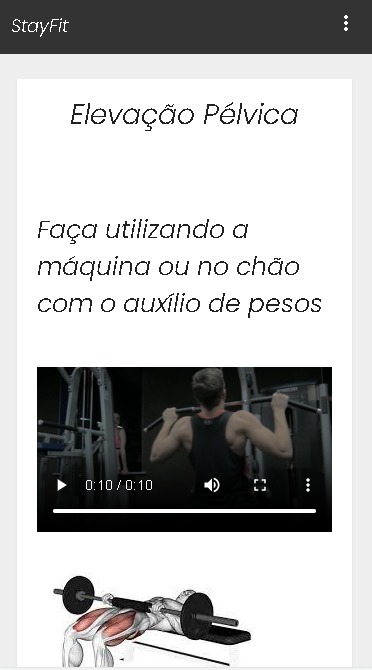 StayFit
Elevação Pélvica
Faça utilizando a
máquina ou no chão
com o auxílio de pesos
0:10 / 0:10